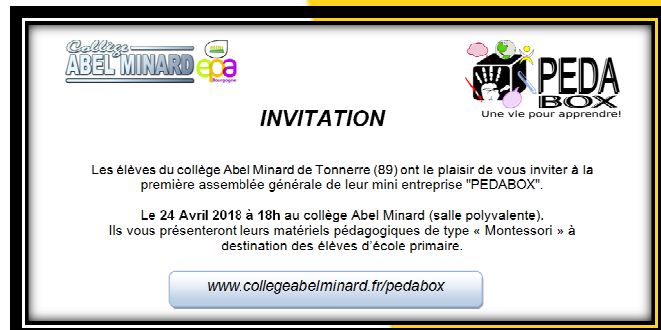 Collège
ABEL MINARD
epa
Bourgogne
PEDA
BOX
Une vie pour apprendre!
INVITATION
Les élèves du collège Abel Minard de Tonnerre (89) ont le plaisir de vous inviter à la
première assemblée générale de leur mini entreprise "PEDABOX".
Le 24 Avril 2018 à 18h au collège Abel Minard (salle polyvalente).
Ils vous présenteront leurs matériels pédagogiques de type « Montessori » à
destination des élèves d'école primaire.
www.collegeabelminard.fr/pedabox